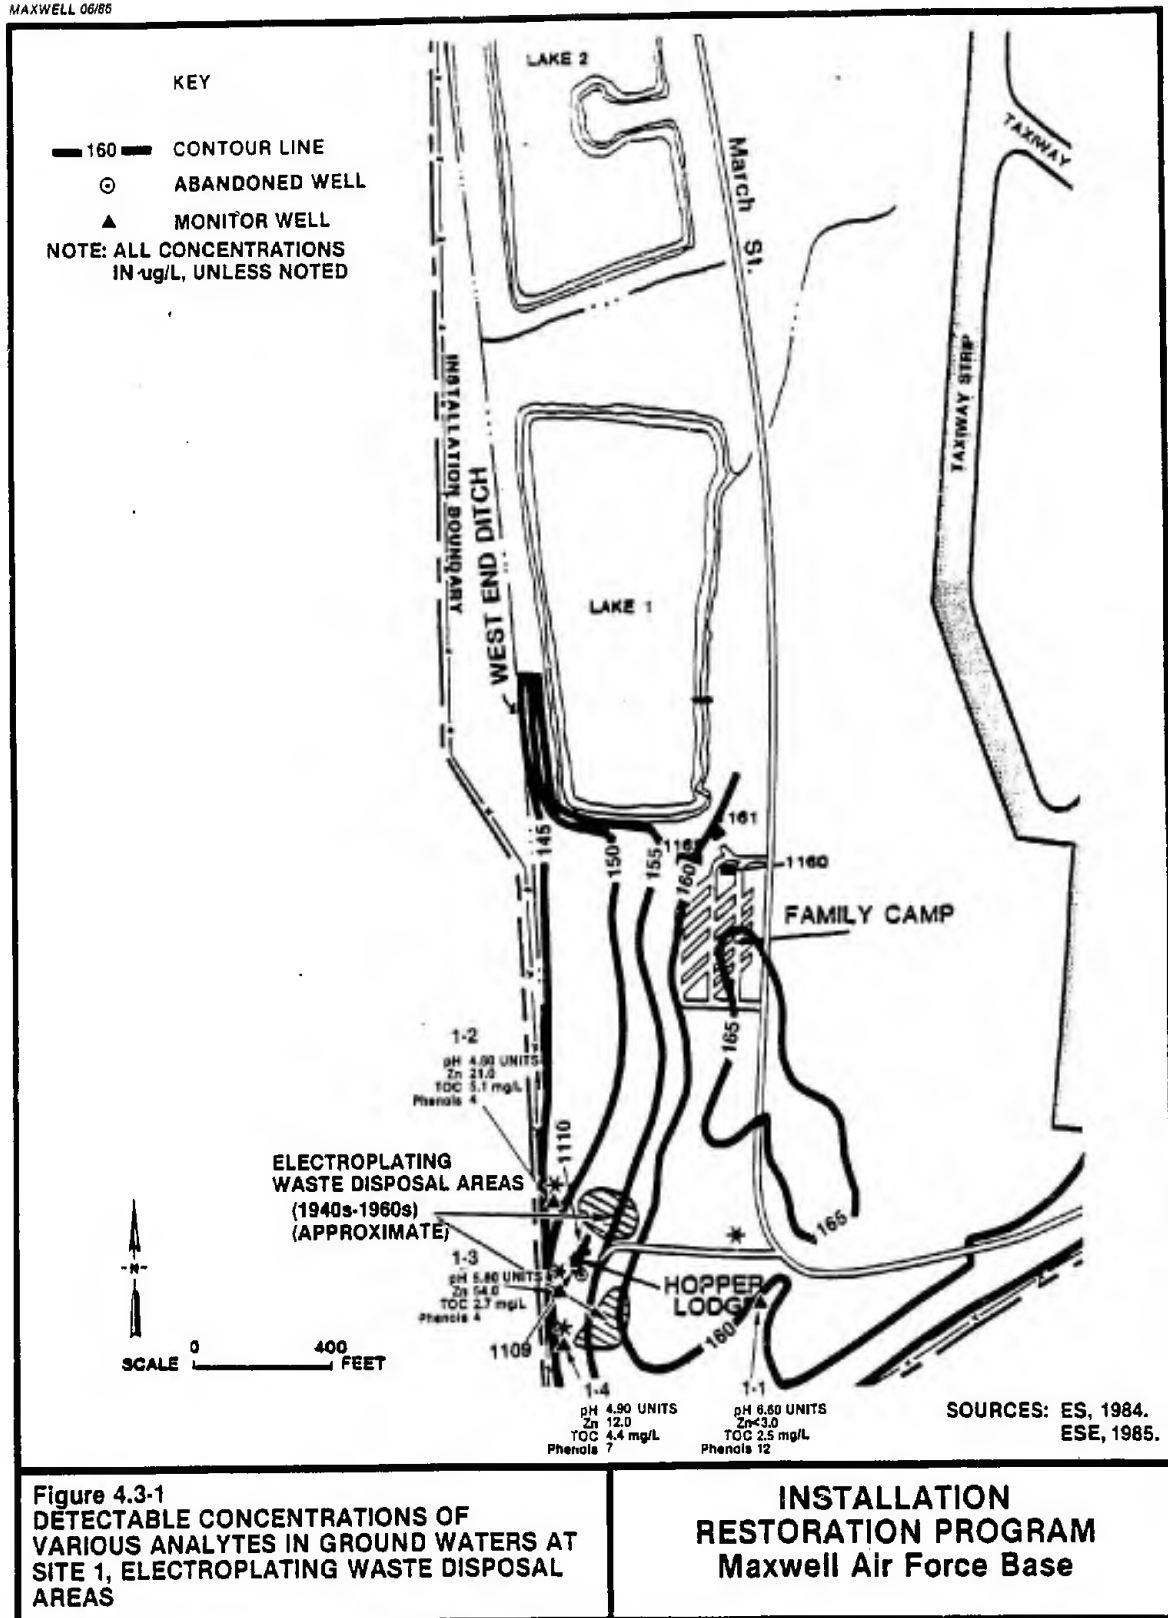 MAXWELL 06/86
KEY
160 CONTOUR LINE
ABANDONED WELL
MONITOR WELL
NOTE: ALL CONCENTRATIONS
IN ug/L, UNLESS NOTED
LAKE 2
March St.
TAXIWAY
TAXIWAY STRIP
INSTALLATION BOUNDARY
WEST END DITCH
LAKE 1
145
150
155
160
161
1160
FAMILY CAMP
165
1-2
pH 4.80 UNITS
Zn 21.0
TOC 5.1 mg/L
Phenols 4
1110
ELECTROPLATING
WASTE DISPOSAL AREAS
(1940s-1960s)
(APPROXIMATE)
1-3
pH 5.80 UNITS
Zn 54.0
TOC 2.7 mg/L
Phenols 4
165
HOPPER
LODGE
160
1109
-N-
0 400
SCALE FEET
1-4
pH 4.90 UNITS
Zn 12.0
TOC 4.4 mg/L
Phenols 7
1-1
pH 6.60 UNITS
Zn<3.0
TOC 2.5 mg/L
Phenols 12
SOURCES: ES, 1984.
ESE, 1985.
Figure 4.3-1
DETECTABLE CONCENTRATIONS OF
VARIOUS ANALYTES IN GROUND WATERS AT
SITE 1, ELECTROPLATING WASTE DISPOSAL
AREAS
INSTALLATION
RESTORATION PROGRAM
Maxwell Air Force Base